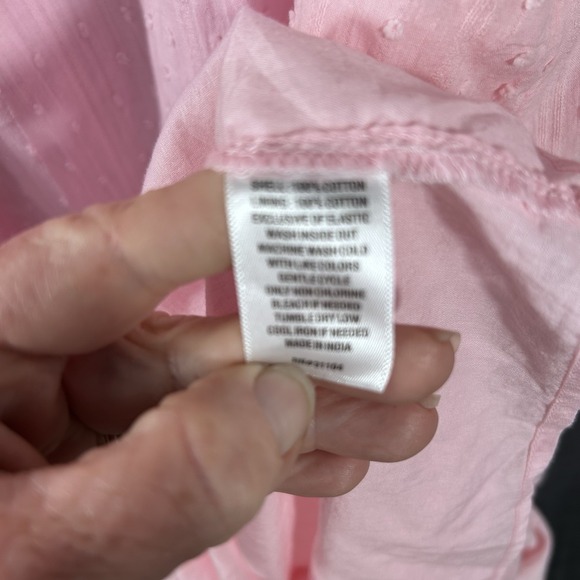 SHELL: 100% COTTON
LINING: 100% COTTON
EXCLUSIVE OF ELASTIC
WASH INSIDE OUT
MACHINE WASH COLD
WITH LIKE COLORS
GENTLE CYCLE
ONLY NON CHLORINE
BLEACH IF NEEDED
TUMBLE DRY LOW
COOL IRON IF NEEDED
MADE IN INDIA